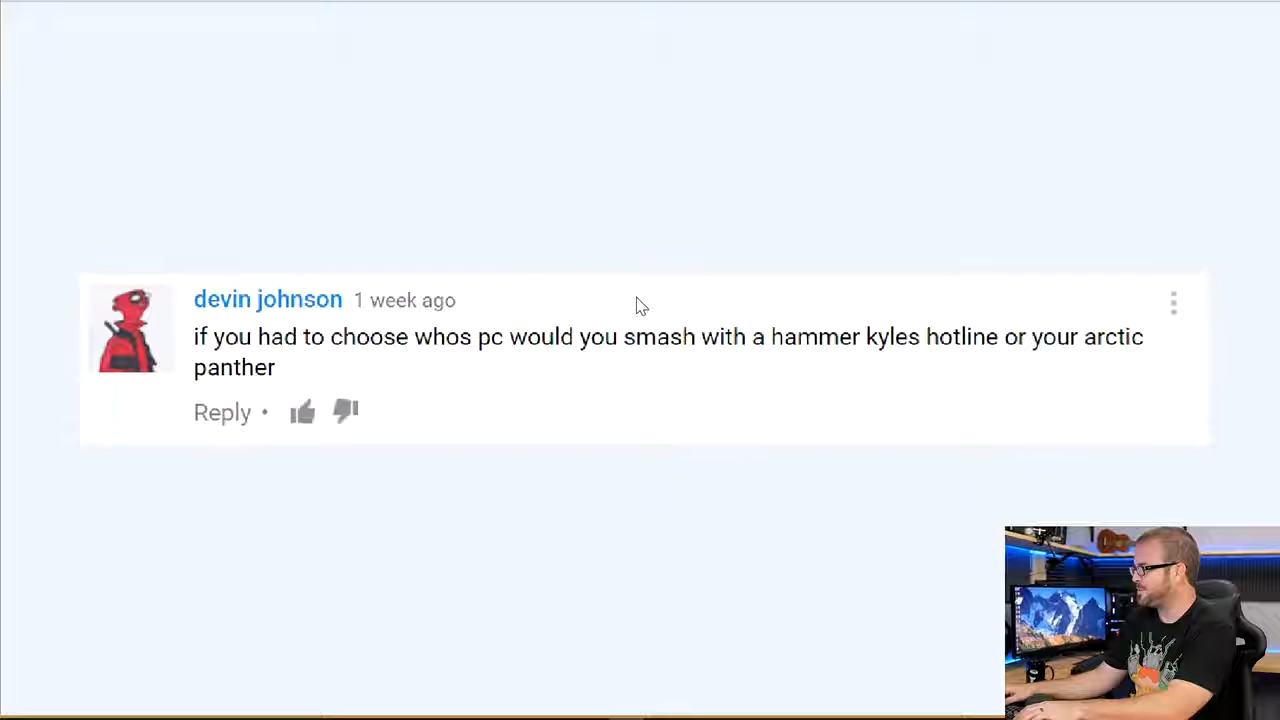 devin johnson 1 week ago
if you had to choose whos pc would you smash with a hammer kyles hotline or your arctic
panther
Reply •